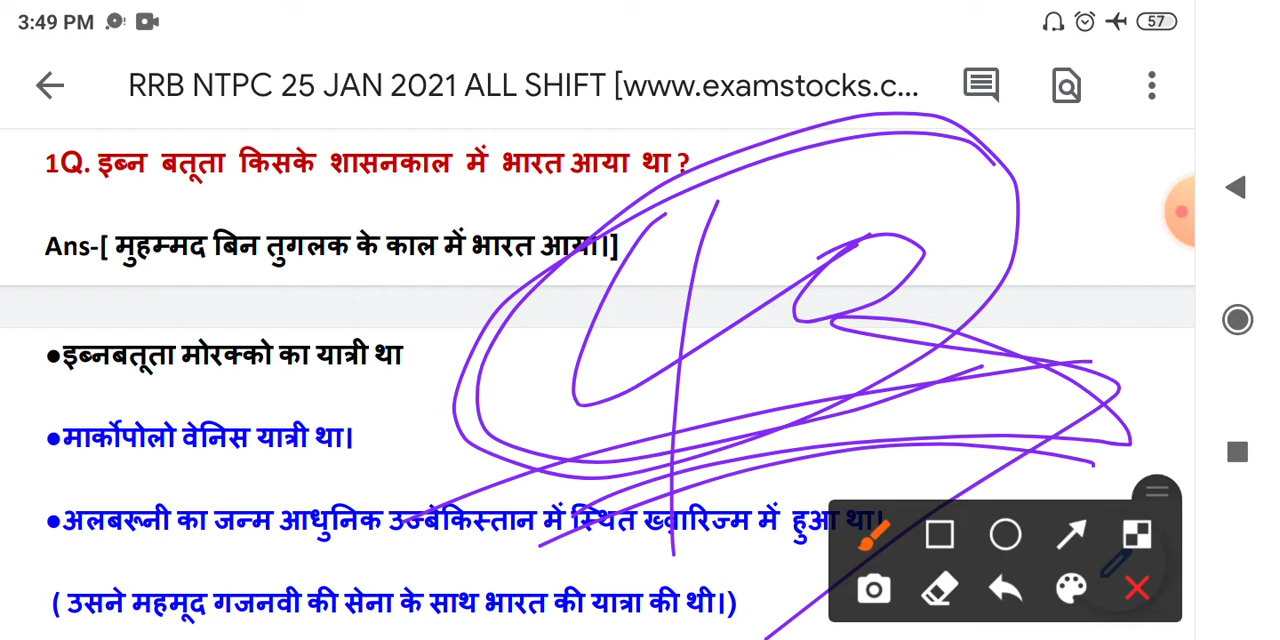 3:49 PM
57
RRB NTPC 25 JAN 2021 ALL SHIFT [www.examstocks.c...
1Q. इब्न बतूता किसके शासनकाल में भारत आया था ?
Ans-[ मुहम्मद बिन तुगलक के काल में भारत आया।]
●इब्नबतूता मोरक्को का यात्री था
●मार्कोपोलो वेनिस यात्री था।
●अलबरूनी का जन्म आधुनिक उज्बेकिस्तान में स्थित ख्वारिज्म में हुआ था।
( उसने महमूद गजनवी की सेना के साथ भारत की यात्रा की थी।)